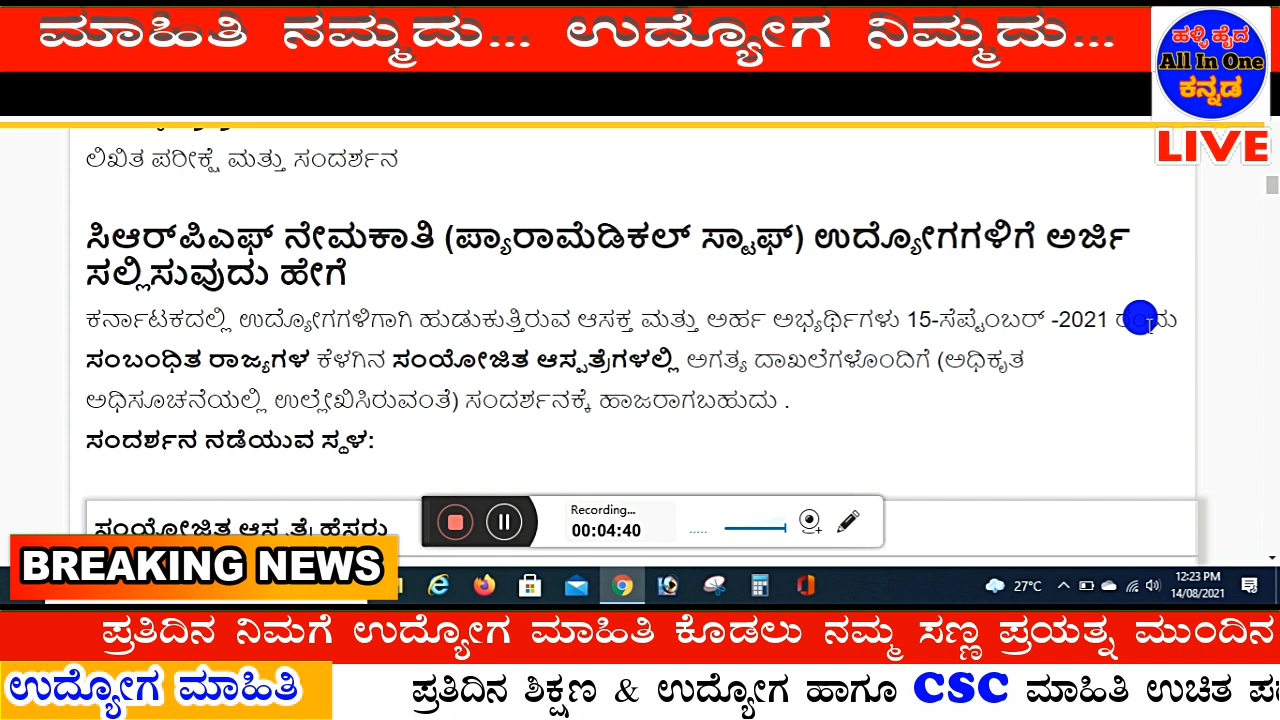 ಮಾಹಿತಿ ನಮ್ಮದು... ಉದ್ಯೋಗ ನಿಮ್ಮದು...
ಹಳ್ಳಿ ಹೈದ
All In One
ಕನ್ನಡ
LIVE
ಲಿಖಿತ ಪರೀಕ್ಷೆ ಮತ್ತು ಸಂದರ್ಶನ
ಸಿಆರ್‌ಪಿಎಫ್ ನೇಮಕಾತಿ (ಪ್ಯಾರಾಮೆಡಿಕಲ್ ಸ್ಟಾಫ್) ಉದ್ಯೋಗಗಳಿಗೆ ಅರ್ಜಿ
ಸಲ್ಲಿಸುವುದು ಹೇಗೆ
ಕರ್ನಾಟಕದಲ್ಲಿ ಉದ್ಯೋಗಗಳಿಗಾಗಿ ಹುಡುಕುತ್ತಿರುವ ಆಸಕ್ತ ಮತ್ತು ಅರ್ಹ ಅಭ್ಯರ್ಥಿಗಳು 15-ಸೆಪ್ಟೆಂಬರ್ -2021 ರಂದು
ಸಂಬಂಧಿತ ರಾಜ್ಯಗಳ ಕೆಳಗಿನ ಸಂಯೋಜಿತ ಆಸ್ಪತ್ರೆಗಳಲ್ಲಿ ಅಗತ್ಯ ದಾಖಲೆಗಳೊಂದಿಗೆ (ಅಧಿಕೃತ
ಅಧಿಸೂಚನೆಯಲ್ಲಿ ಉಲ್ಲೇಖಿಸಿರುವಂತೆ) ಸಂದರ್ಶನಕ್ಕೆ ಹಾಜರಾಗಬಹುದು .
ಸಂದರ್ಶನ ನಡೆಯುವ ಸ್ಥಳ:
ಸಂಯೋಜಿತ ಆಸ್ಪತ್ರೆ ಹೆಸರು
Recording...
00:04:40
BREAKING NEWS
27°C
12:23 PM
14/08/2021
ಪ್ರತಿದಿನ ನಿಮಗೆ ಉದ್ಯೋಗ ಮಾಹಿತಿ ಕೊಡಲು ನಮ್ಮ ಸಣ್ಣ ಪ್ರಯತ್ನ ಮುಂದಿನ
ಉದ್ಯೋಗ ಮಾಹಿತಿ
ಪ್ರತಿದಿನ ಶಿಕ್ಷಣ & ಉದ್ಯೋಗ ಹಾಗೂ CSC ಮಾಹಿತಿ ಉಚಿತ